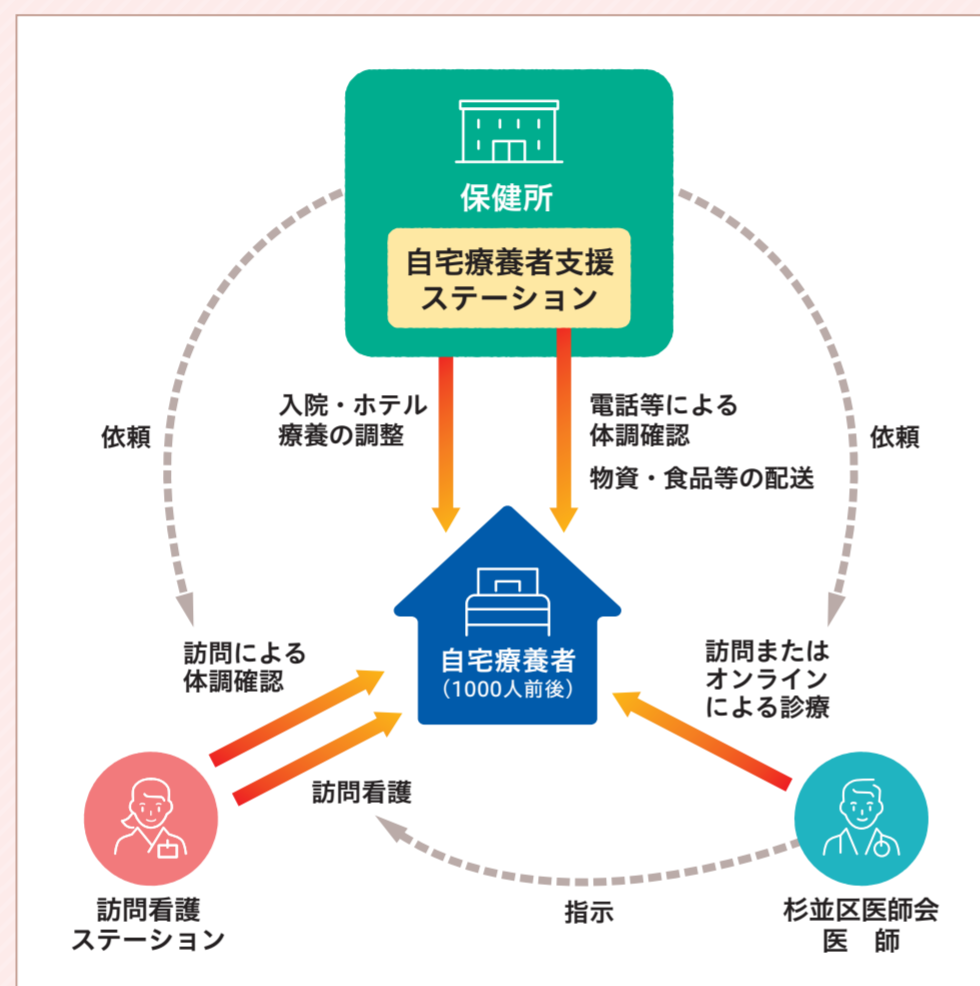 保健所
自宅療養者支援
ステーション
入院・ホテル
療養の調整
電話等による
体調確認
物資・食品等の配送
依頼
依頼
自宅療養者
（1000人前後）
訪問による
体調確認
訪問または
オンライン
による診療
訪問看護
訪問看護
ステーション
指示
杉並区医師会
医　師